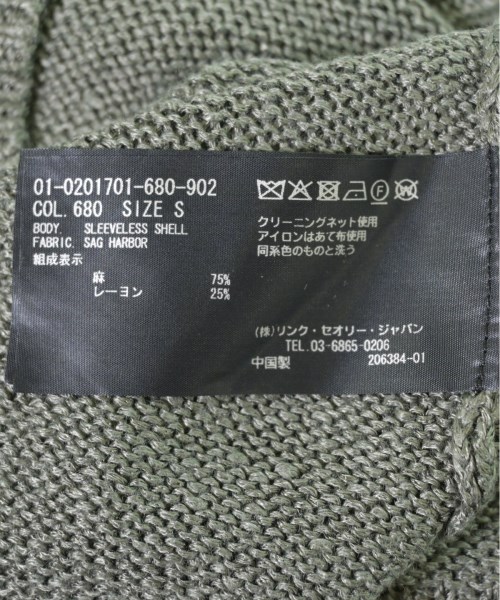 01-0201701-680-902
COL. 680 SIZE S
BODY. SLEEVELESS SHELL
FABRIC. SAG HARBOR
組成表示
麻 75%
レーヨン 25%
クリーニングネット使用
アイロンはあて布使用
同系色のものと洗う
(株)リンク・セオリー・ジャパン
TEL. 03-6865-0206
中国製 206384-01